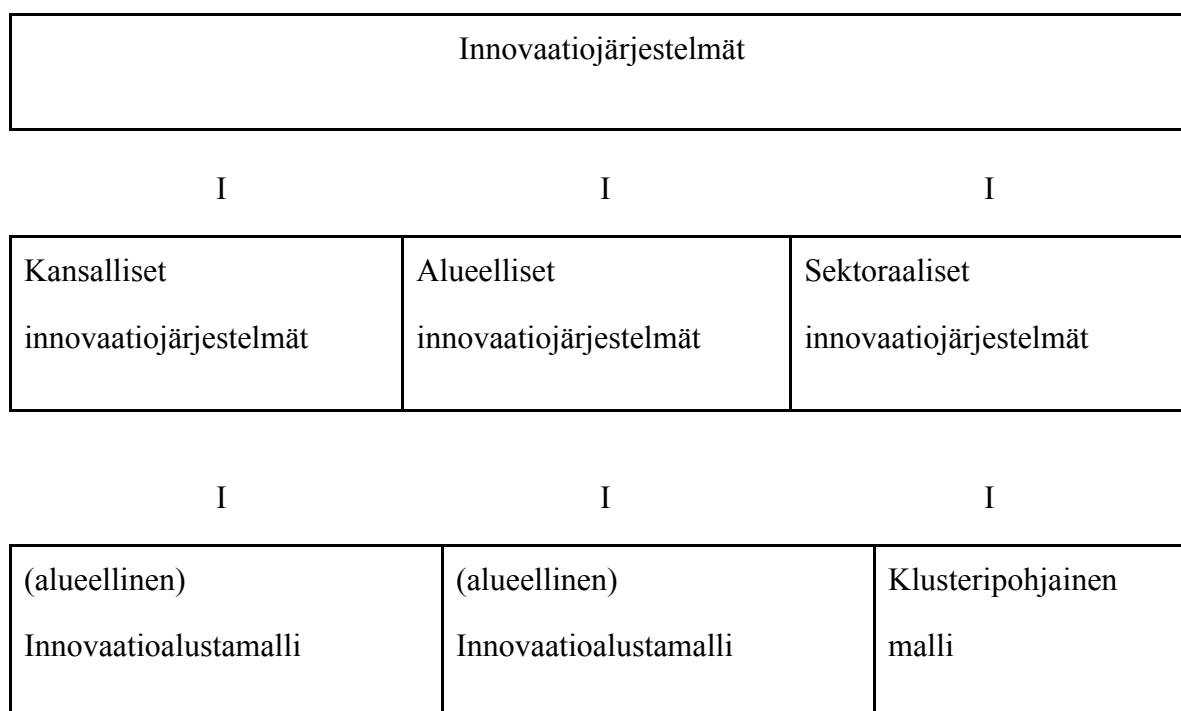 Innovaatiojärjestelmät
I I I
Kansalliset
innovaatiojärjestelmät
Alueelliset
innovaatiojärjestelmät
Sektoraaliset
innovaatiojärjestelmät
I I I
(alueellinen)
Innovaatioalustamalli
(alueellinen)
Innovaatioalustamalli
Klusteripohjainen
malli